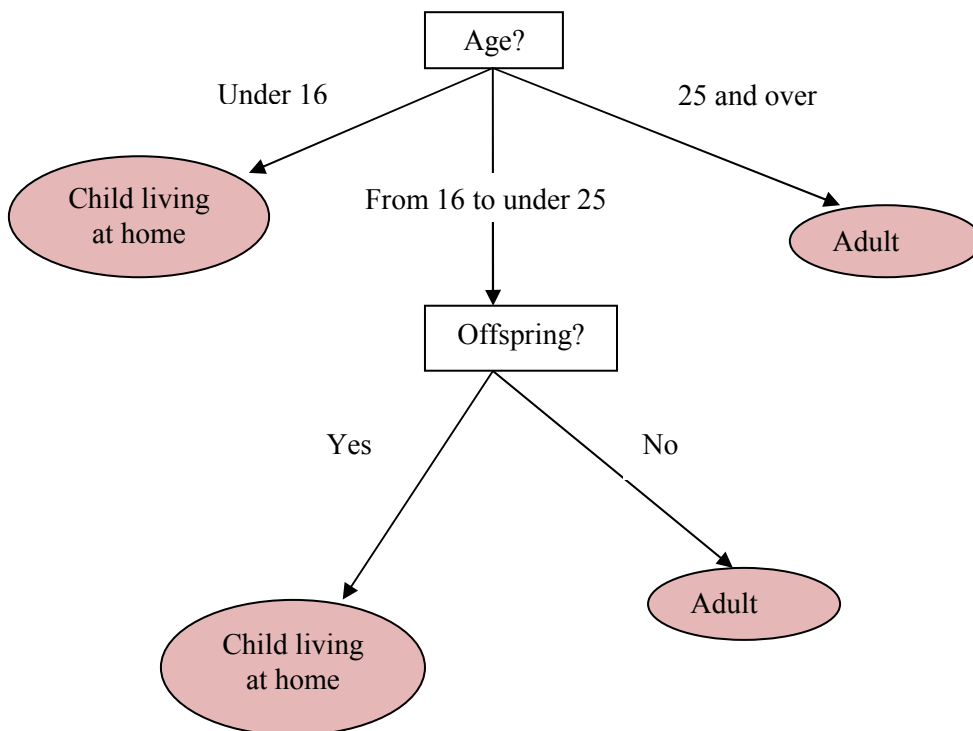 Age?
Under 16
25 and over
Child living
at home
From 16 to under 25
Adult
Offspring?
Yes
No
Adult
Child living
at home